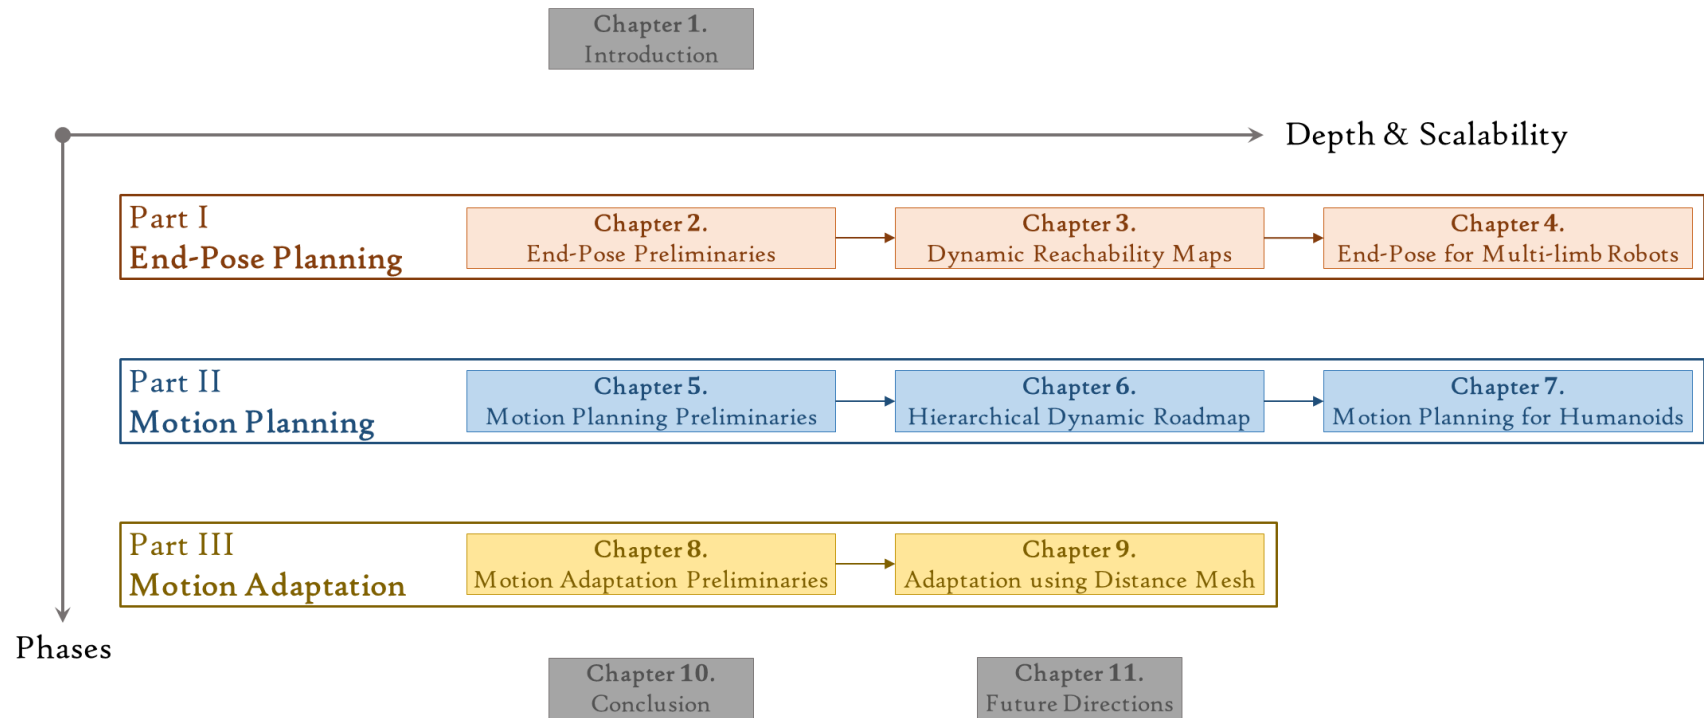 Chapter 1.
Introduction
Depth & Scalability
Part I
End-Pose Planning
Chapter 2.
End-Pose Preliminaries
Chapter 3.
Dynamic Reachability Maps
Chapter 4.
End-Pose for Multi-limb Robots
Part II
Motion Planning
Chapter 5.
Motion Planning Preliminaries
Chapter 6.
Hierarchical Dynamic Roadmap
Chapter 7.
Motion Planning for Humanoids
Part III
Motion Adaptation
Chapter 8.
Motion Adaptation Preliminaries
Chapter 9.
Adaptation using Distance Mesh
Phases
Chapter 10.
Conclusion
Chapter 11.
Future Directions